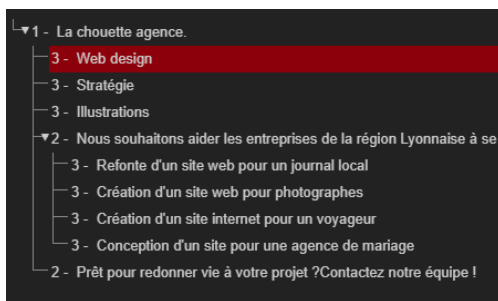 1 - La chouette agence.
3 - Web design
3 - Stratégie
3 - Illustrations
2 - Nous souhaitons aider les entreprises de la région Lyonnaise à se
3 - Refonte d'un site web pour un journal local
3 - Création d'un site web pour photographes
3 - Création d'un site internet pour un voyageur
3 - Conception d'un site pour une agence de mariage
2 - Prêt pour redonner vie à votre projet ?Contactez notre équipe !